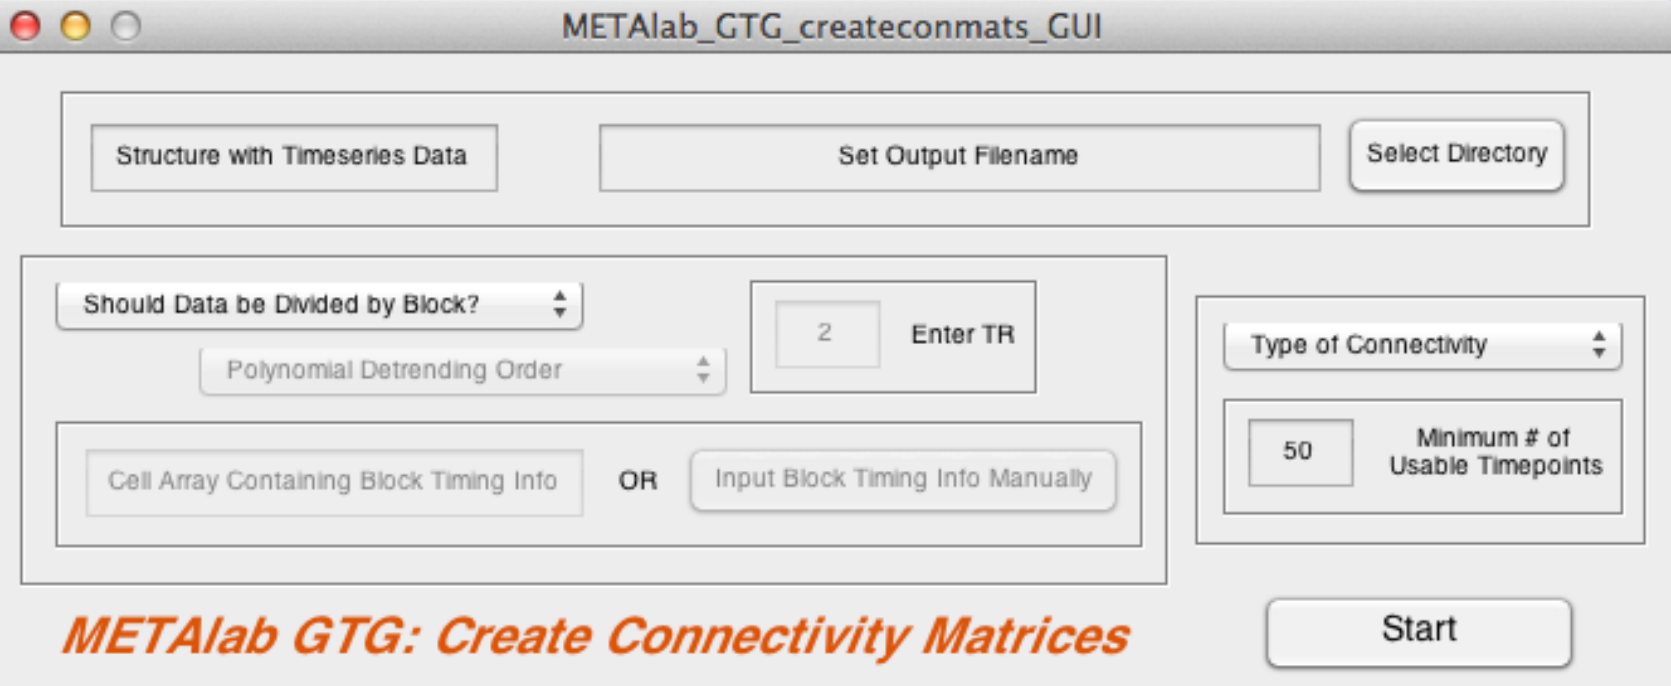 METAlab_GTG_createconmats_GUI
Structure with Timeseries Data
Set Output Filename
Select Directory
Should Data be Divided by Block?
Polynomial Detrending Order
2
Enter TR
Cell Array Containing Block Timing Info
OR
Input Block Timing Info Manually
Type of Connectivity
50
Minimum # of
Usable Timepoints
METAlab GTG: Create Connectivity Matrices
Start